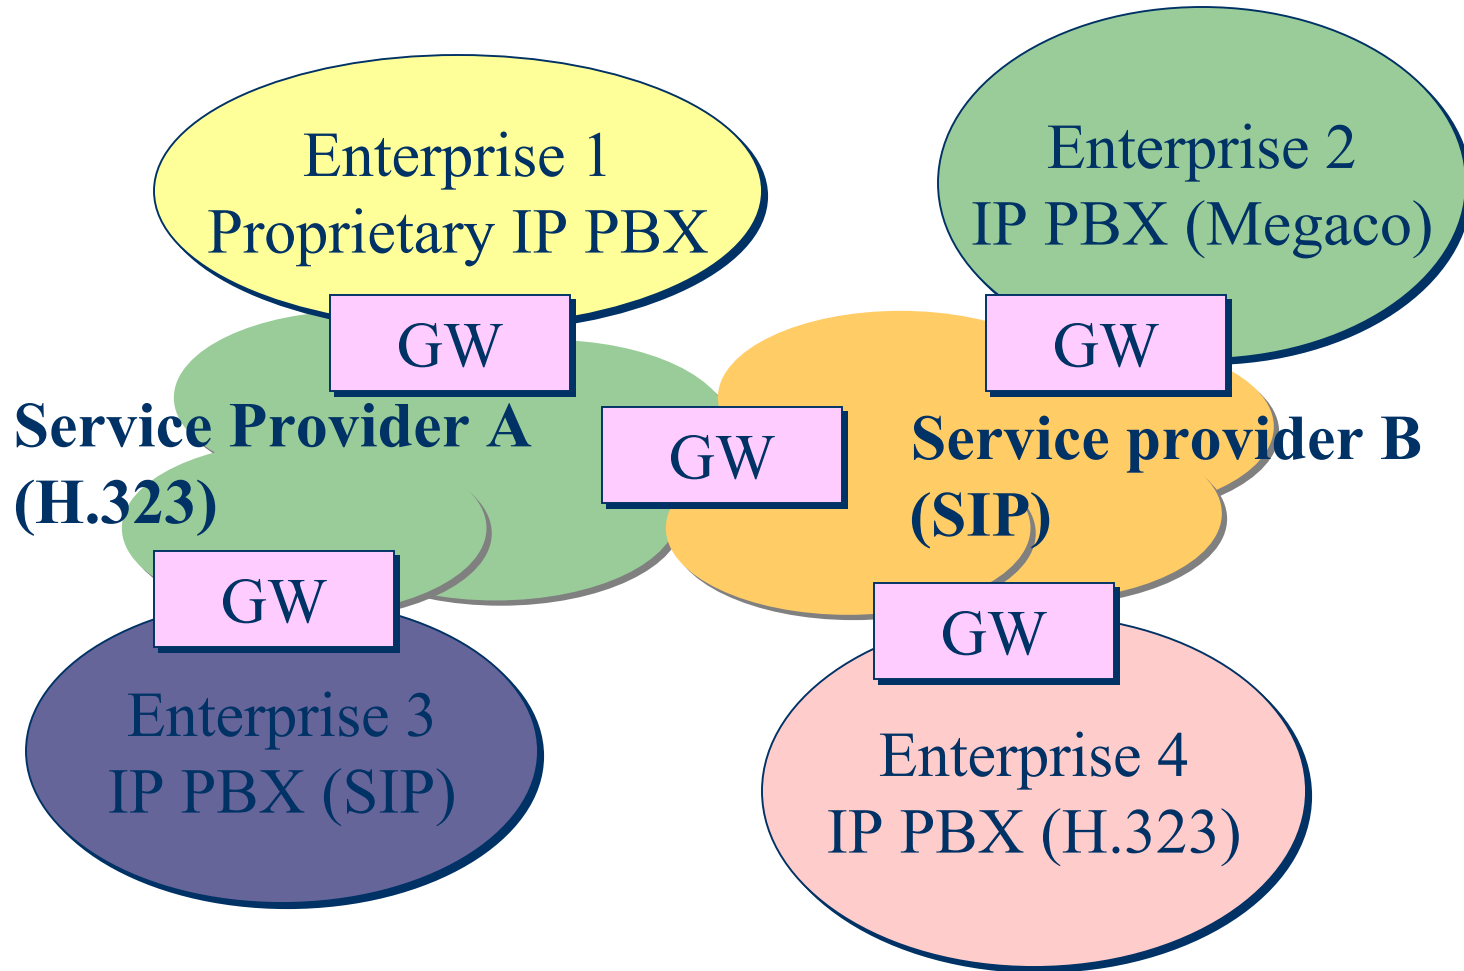 Enterprise 1
Proprietary IP PBX
GW
Enterprise 2
IP PBX (Megaco)
GW
Service Provider A
(H.323)
GW
Service provider B
(SIP)
GW
Enterprise 3
IP PBX (SIP)
GW
Enterprise 4
IP PBX (H.323)